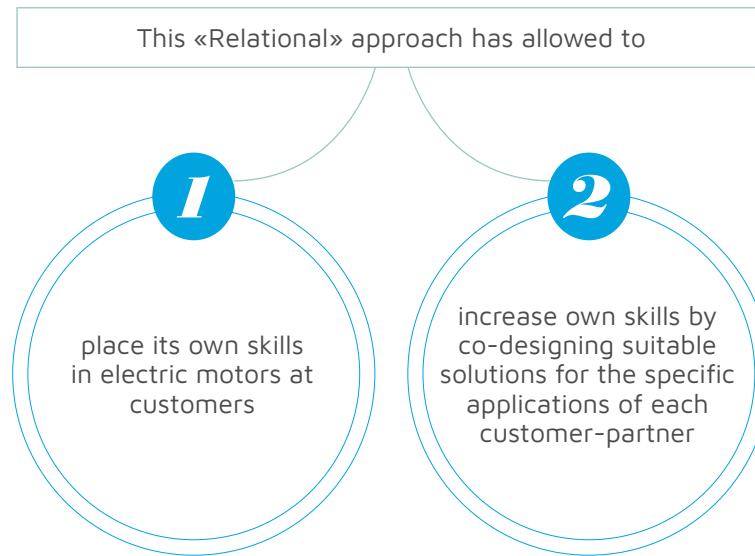 This «Relational» approach has allowed to
1
place its own skills
in electric motors at
customers
2
increase own skills by
co-designing suitable
solutions for the specific
applications of each
customer-partner